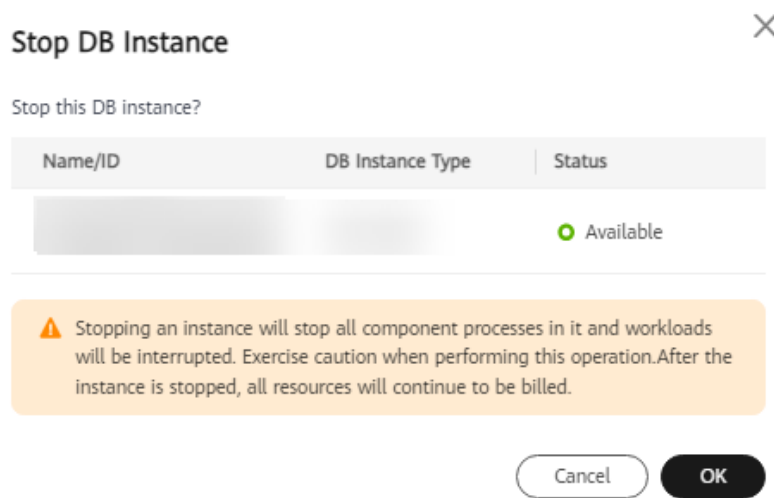 Stop DB Instance
Stop this DB instance?
Name/ID DB Instance Type Status
Available
Stopping an instance will stop all component processes in it and workloads
will be interrupted. Exercise caution when performing this operation.After the
instance is stopped, all resources will continue to be billed.
Cancel OK